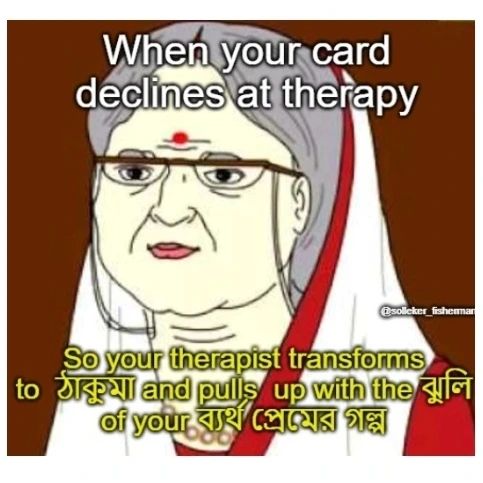 When your card
declines at therapy
@solleker_fisherman
So your therapist transforms
to ঠাকুমা and pulls up with the ঝুলি
of your ব্যর্থ প্রেমের গল্প